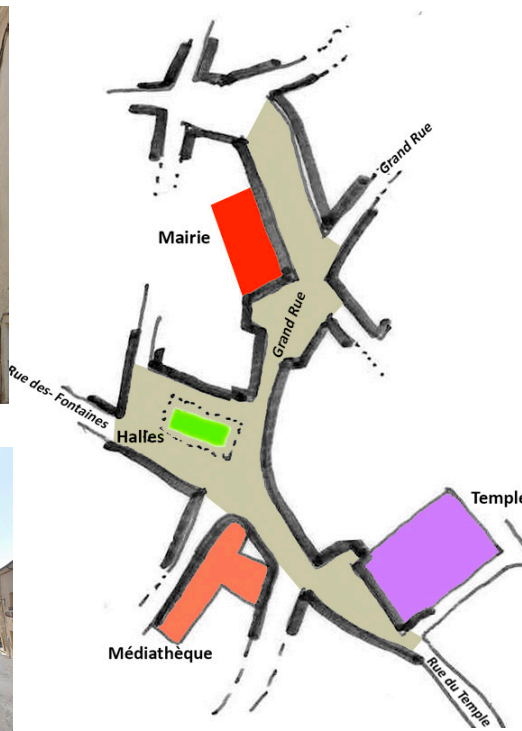 Grand Rue
Mairie
Grand Rue
Rue des- Fontaines
Halles
Temple
Médiathèque
Rue du Temple